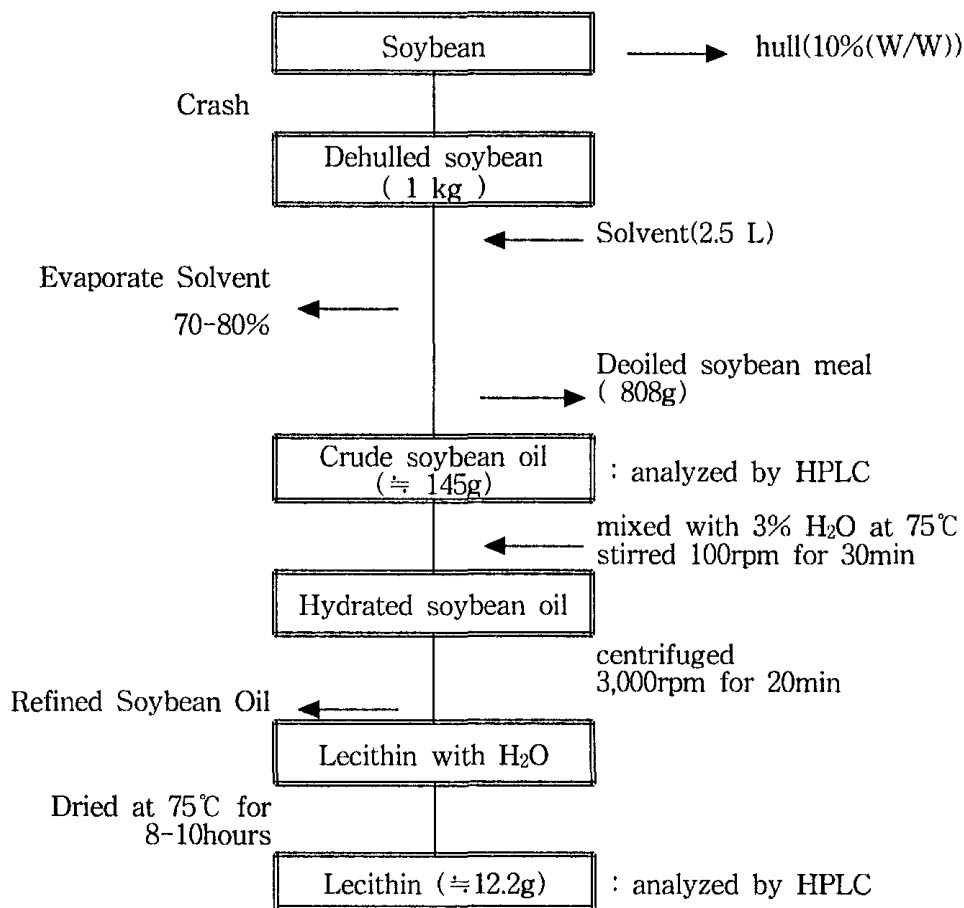 Soybean
hull(10%(W/W))
Crash
Dehulled soybean
( 1 kg )
Solvent(2.5 L)
Evaporate Solvent
70-80%
Deoiled soybean meal
( 808g)
Crude soybean oil
(≒ 145g)
: analyzed by HPLC
mixed with 3% H₂O at 75℃
stirred 100rpm for 30min
Hydrated soybean oil
centrifuged
3,000rpm for 20min
Refined Soybean Oil
Lecithin with H₂O
Dried at 75℃ for
8-10hours
Lecithin (≒12.2g)
: analyzed by HPLC